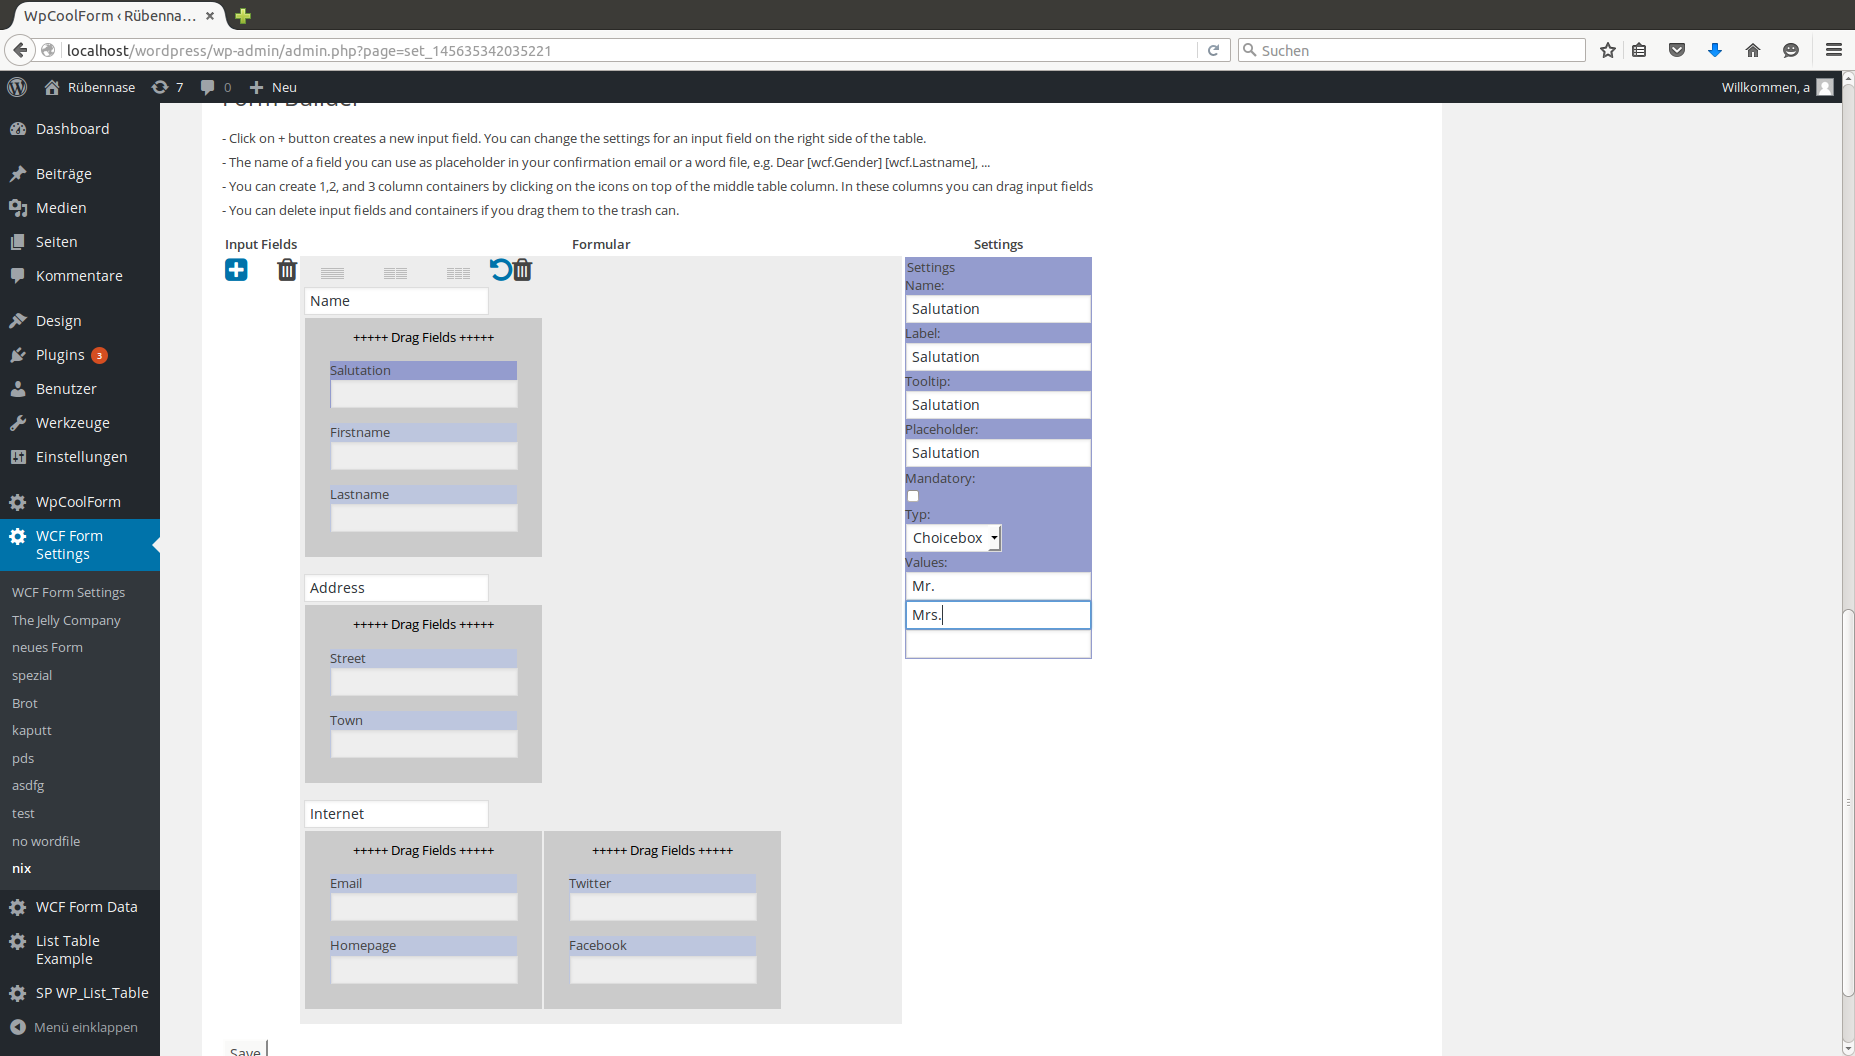 WpCoolForm ‹ Rübenna...
localhost/wordpress/wp-admin/admin.php?page=set_145635342035221
Suchen
Rübennase
7
0
Neu
Willkommen, a
Dashboard
Beiträge
Medien
Seiten
Kommentare
Design
Plugins 3
Benutzer
Werkzeuge
Einstellungen
WpCoolForm
WCF Form
Settings
WCF Form Settings
The Jelly Company
neues Form
spezial
Brot
kaputt
pds
asdfg
test
no wordfile
nix
WCF Form Data
List Table
Example
SP WP_List_Table
Menü einklappen
Form Builder
- Click on + button creates a new input field. You can change the settings for an input field on the right side of the table.
- The name of a field you can use as placeholder in your confirmation email or a word file, e.g. Dear [wcf.Gender] [wcf.Lastname], ...
- You can create 1,2, and 3 column containers by clicking on the icons on top of the middle table column. In these columns you can drag input fields
- You can delete input fields and containers if you drag them to the trash can.
Input Fields
Formular
Settings
Name
+++++ Drag Fields +++++
Salutation
Firstname
Lastname
Address
+++++ Drag Fields +++++
Street
Town
Internet
+++++ Drag Fields +++++
Email
Homepage
+++++ Drag Fields +++++
Twitter
Facebook
Settings
Name:
Salutation
Label:
Salutation
Tooltip:
Salutation
Placeholder:
Salutation
Mandatory:
Typ:
Choicebox
Values:
Mr.
Mrs.
Save